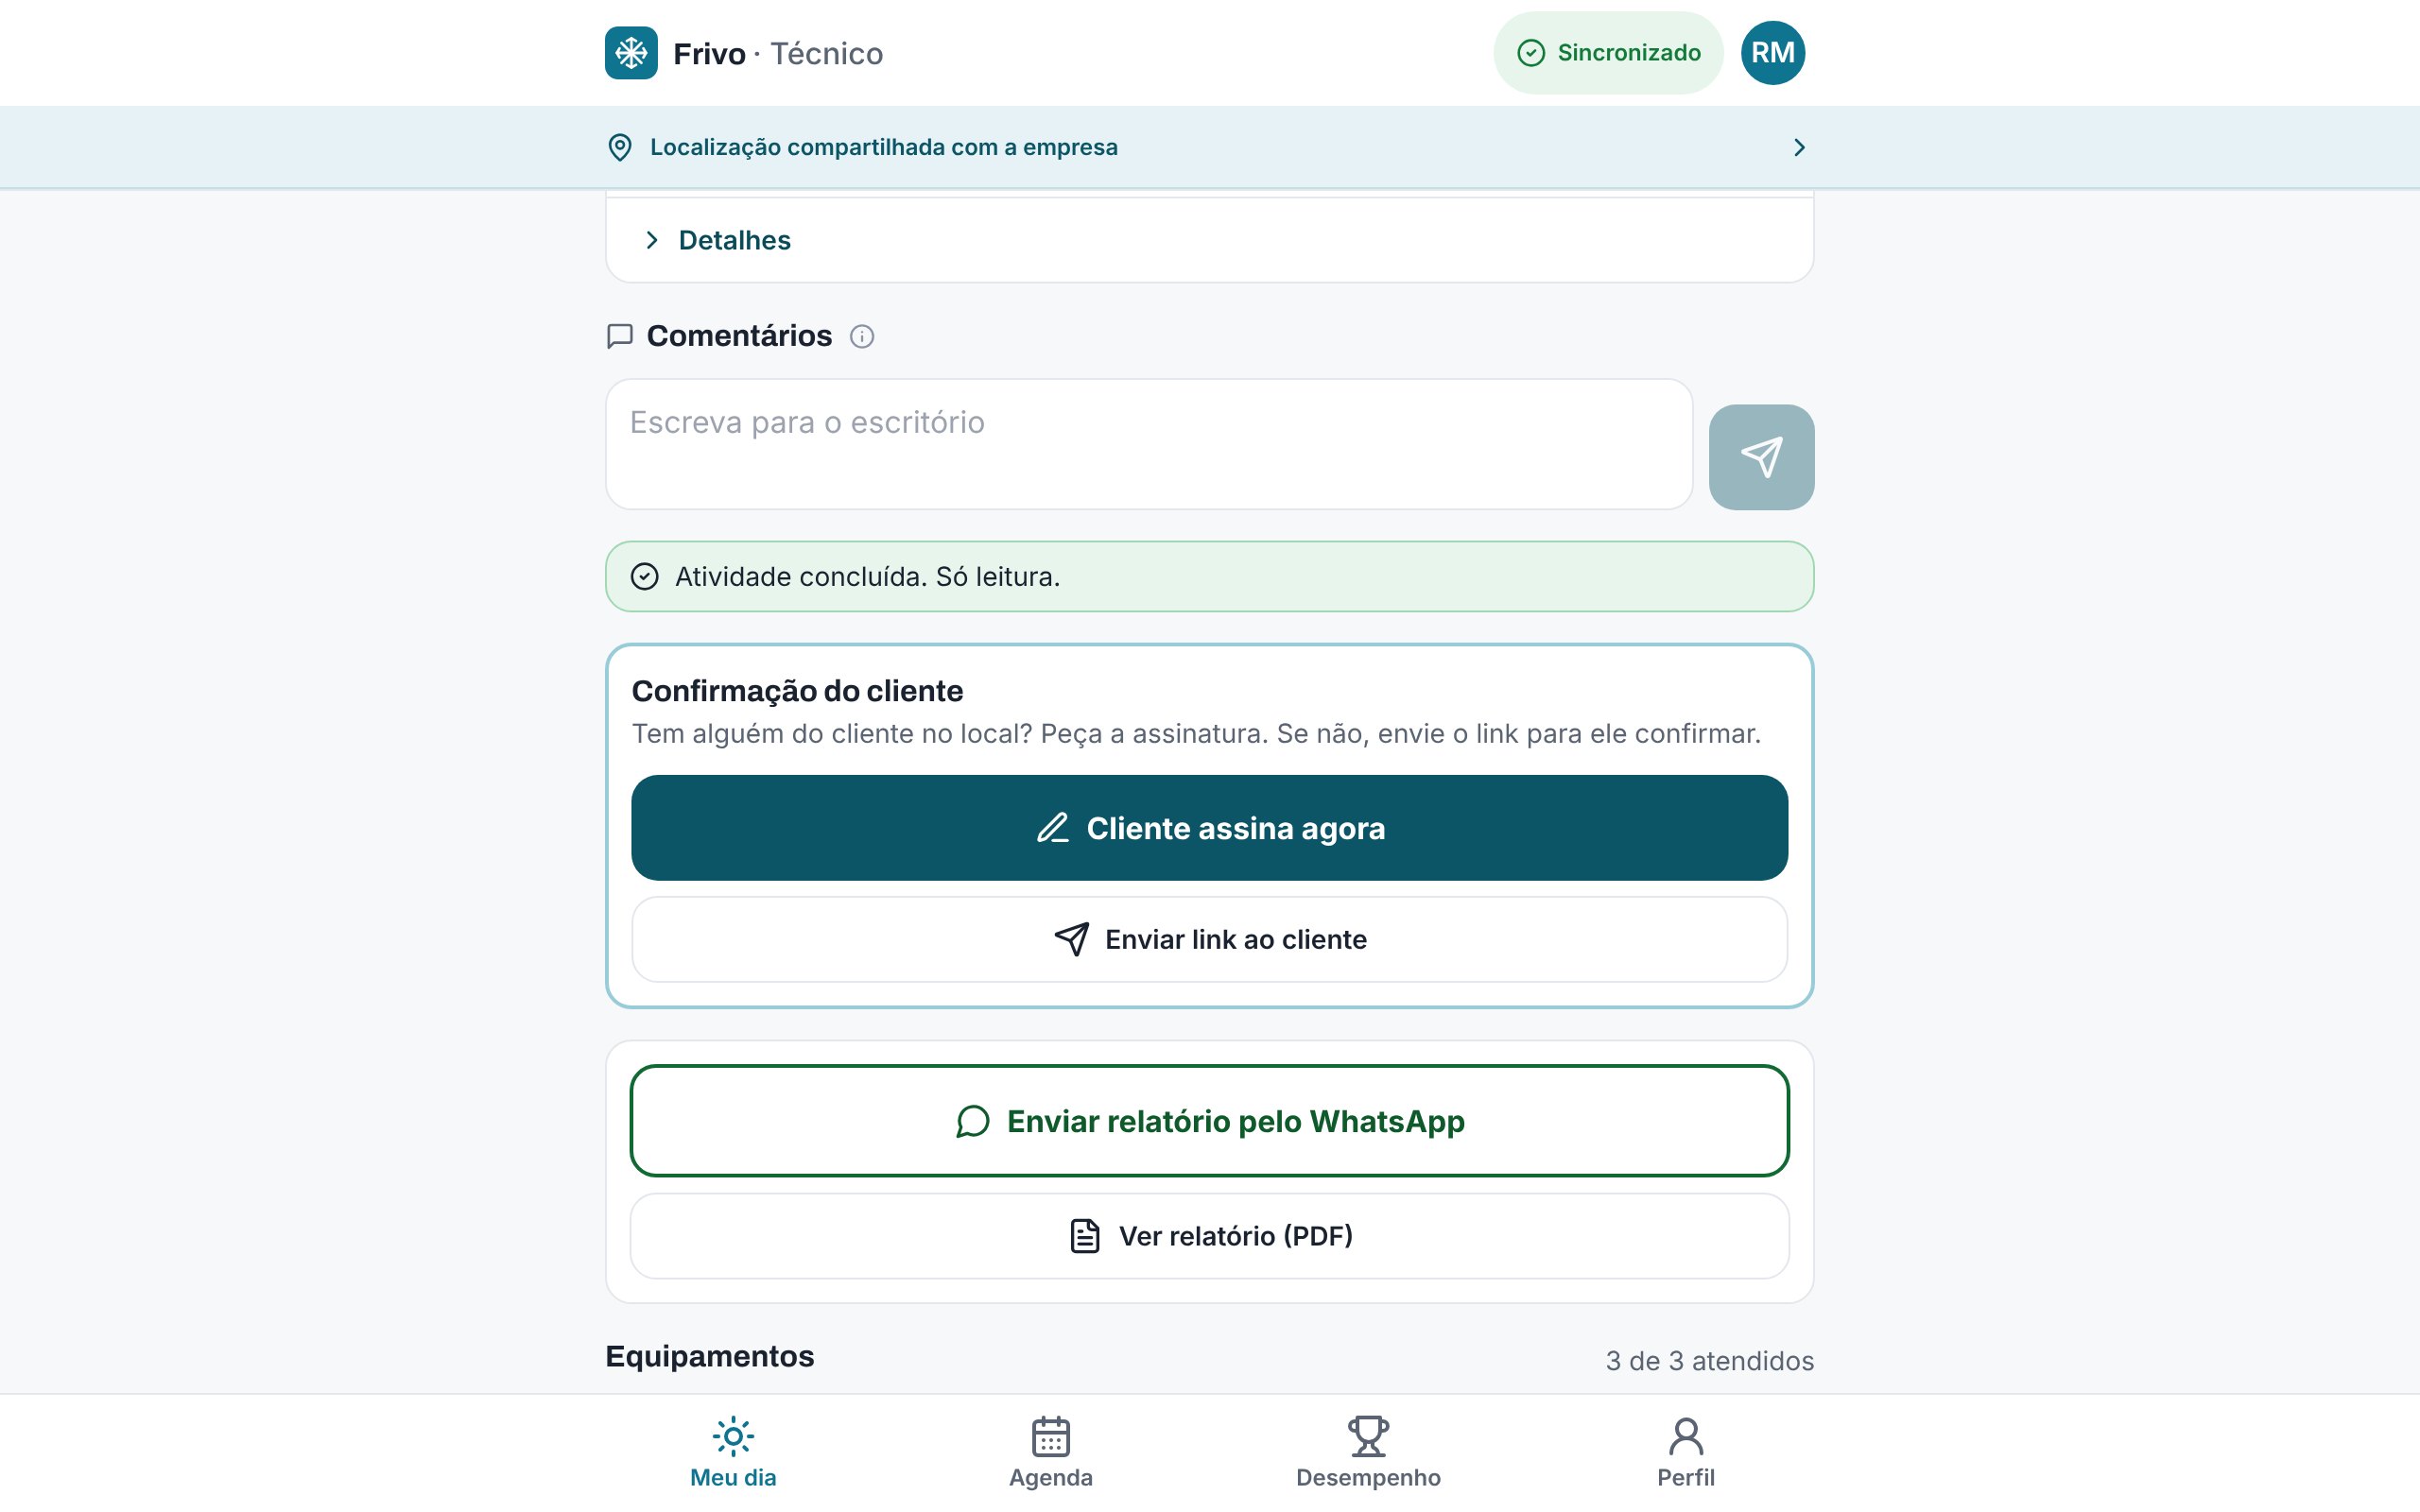 Frivo · Técnico
Sincronizado
RM
Localização compartilhada com a empresa
Detalhes
Comentários
Escreva para o escritório
Atividade concluída. Só leitura.
Confirmação do cliente
Tem alguém do cliente no local? Peça a assinatura. Se não, envie o link para ele confirmar.
Cliente assina agora
Enviar link ao cliente
Enviar relatório pelo WhatsApp
Ver relatório (PDF)
Equipamentos
3 de 3 atendidos
Meu dia
Agenda
Desempenho
Perfil